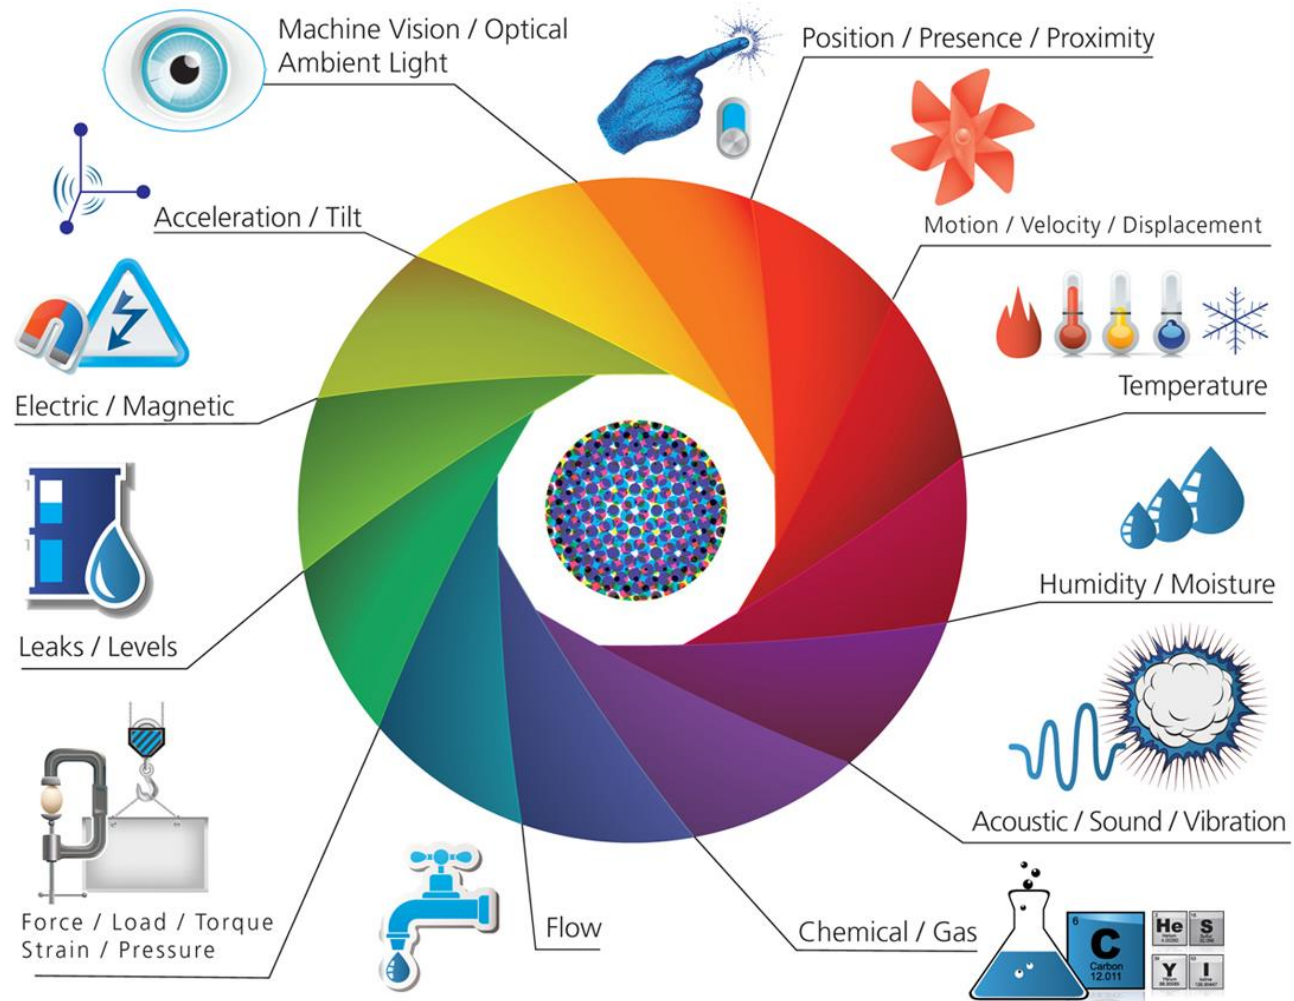 Machine Vision / Optical
Ambient Light
Position / Presence / Proximity
Acceleration / Tilt
Motion / Velocity / Displacement
Electric / Magnetic
Temperature
Leaks / Levels
Humidity / Moisture
Force / Load / Torque
Strain / Pressure
Flow
Chemical / Gas
Acoustic / Sound / Vibration
6
C
Carbon
12.011
He
S
Y
I